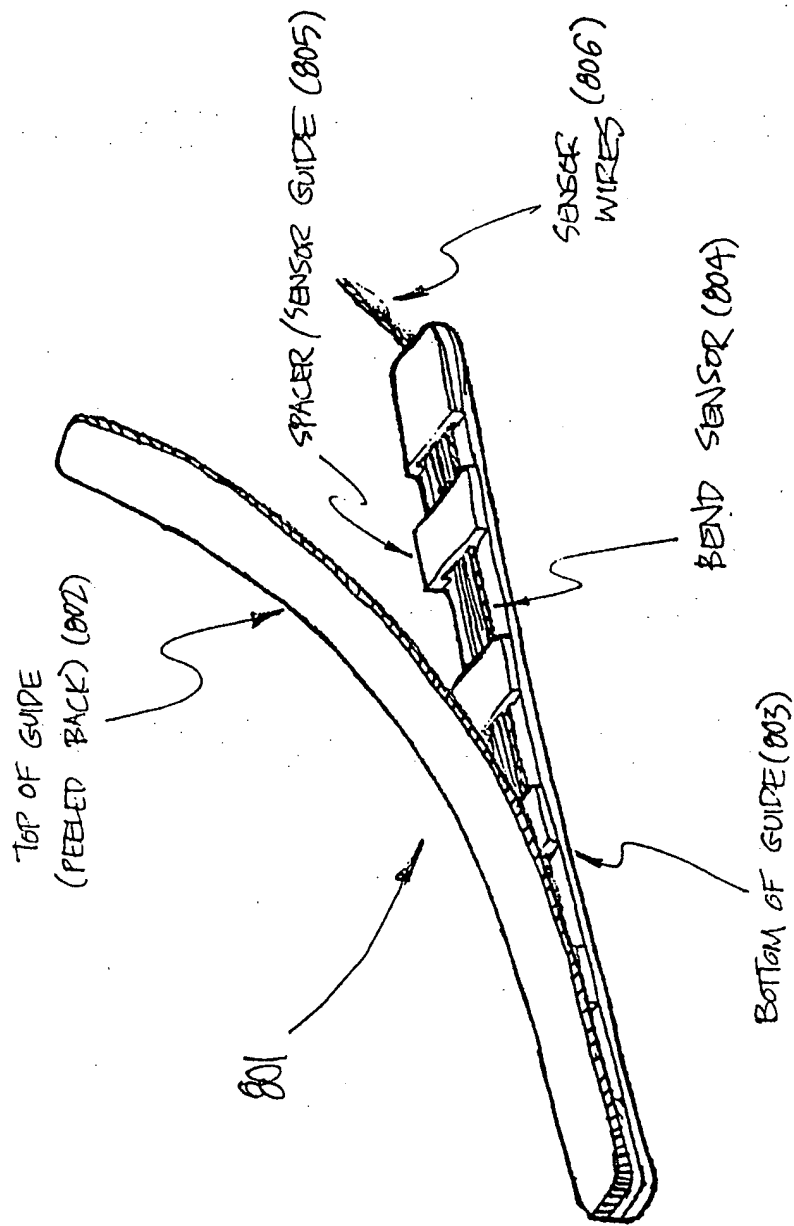 TOP OF GUIDE
(PEELED BACK) (802)
SPACER/SENSOR GUIDE (805)
SENSOR
WIRES (806)
801
BEND SENSOR (804)
BOTTOM OF GUIDE (803)